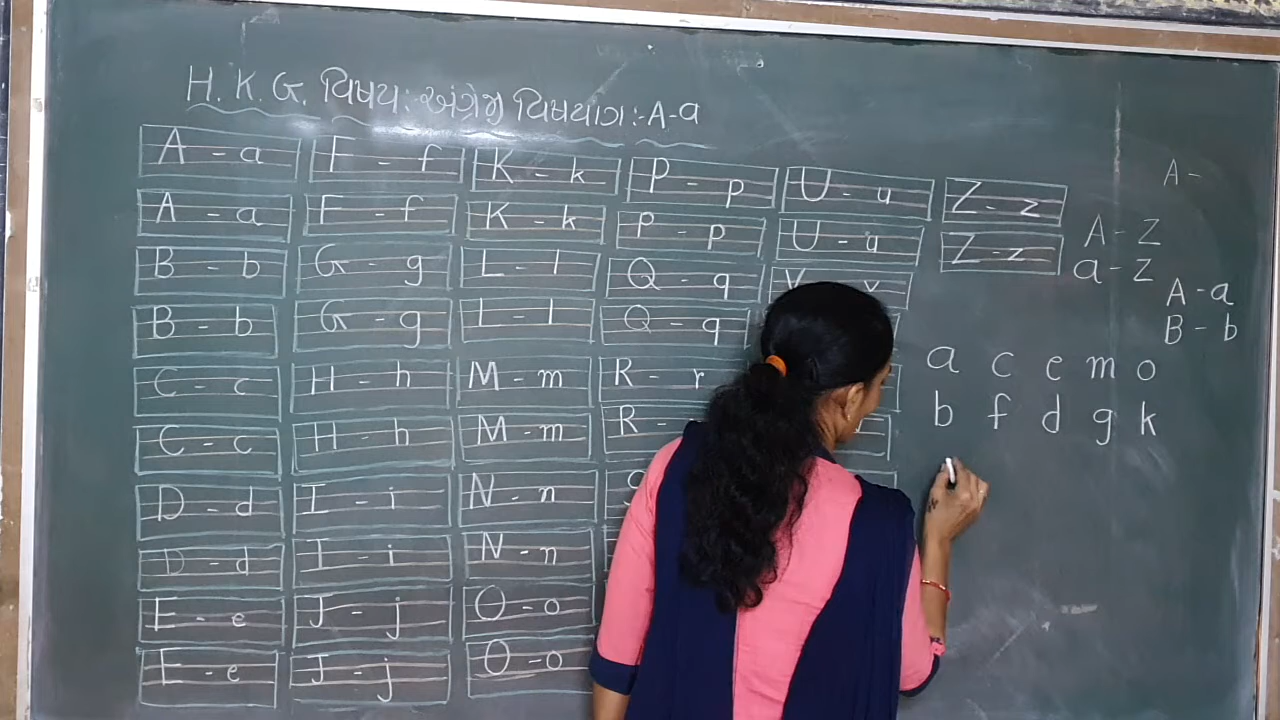 H. K. G. વિષય:- અંગ્રેજી વિષયાંગ:- A-a
A - a F - f K - k P - p U - u Z - z
A - a F - f K - k P - p U - u Z - z
B - b G - g L - l Q - q V - v
B - b G - g L - l Q - q
C - c H - h M - m R - r
C - c H - h M - m R -
D - d I - i N - n
D - d I - i N - n
E - e J - j O - o
E - e J - j O - o
A -
A - Z
a - z
A - a
B - b
a c e m o
b f d g k